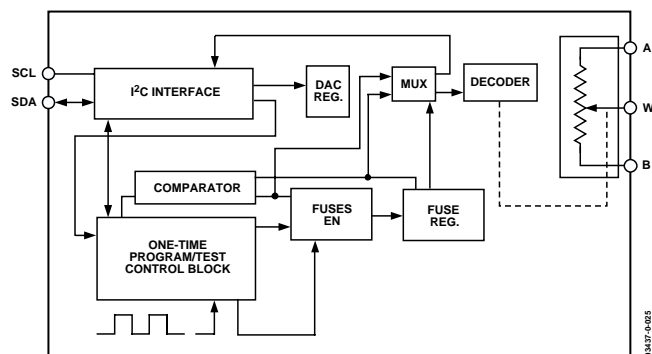 SCL
SDA
I²C INTERFACE
DAC
REG.
MUX
DECODER
A
W
B
COMPARATOR
FUSES
EN
FUSE
REG.
ONE-TIME
PROGRAM/TEST
CONTROL BLOCK
03437-0-025